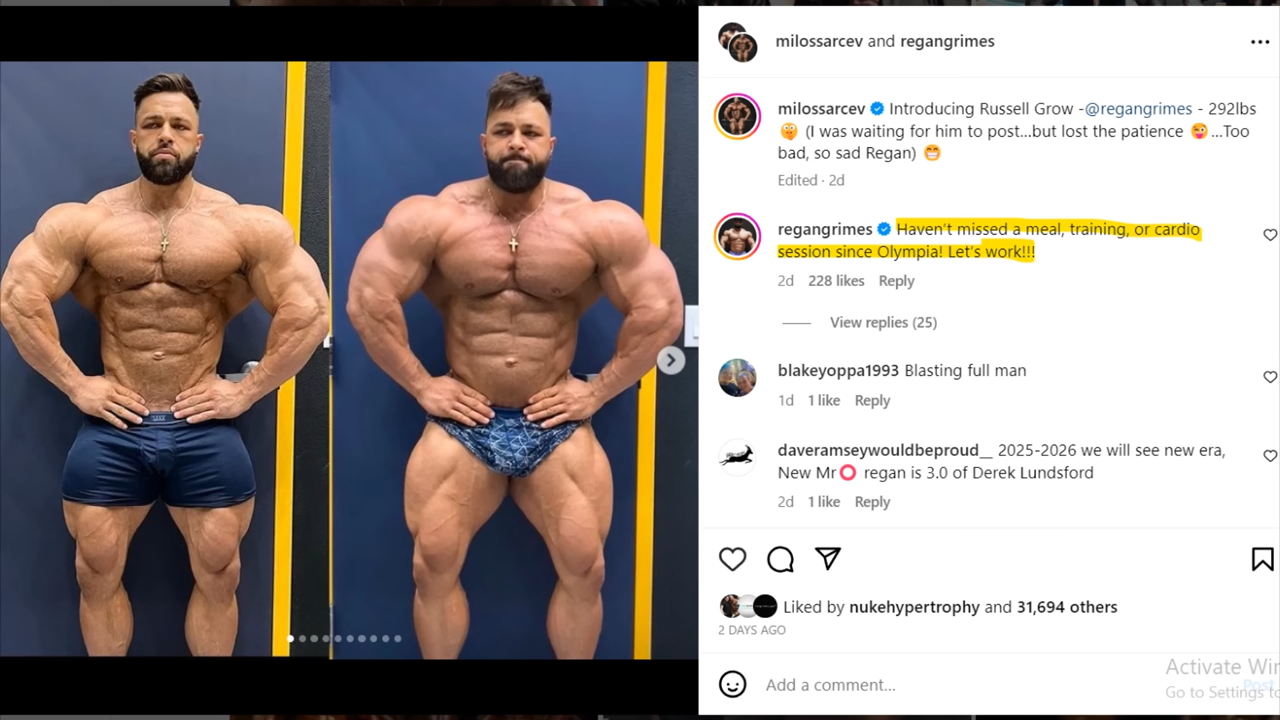 milossarcev and regangrimes
milossarcev Introducing Russell Grow -@regangrimes - 292lbs
🫣 (I was waiting for him to post...but lost the patience 😜...Too
bad, so sad Regan) 😁
Edited · 2d
regangrimes Haven't missed a meal, training, or cardio
session since Olympia! Let's work!!!
2d 228 likes Reply
View replies (25)
blakeyoppa1993 Blasting full man
1d 1 like Reply
daveramseywouldbeproud__ 2025-2026 we will see new era,
New Mr⭕ regan is 3.0 of Derek Lundsford
2d 1 like Reply
Liked by nukehypertrophy and 31,694 others
2 DAYS AGO
Add a comment...
Post
Activate Win
Go to Settings to